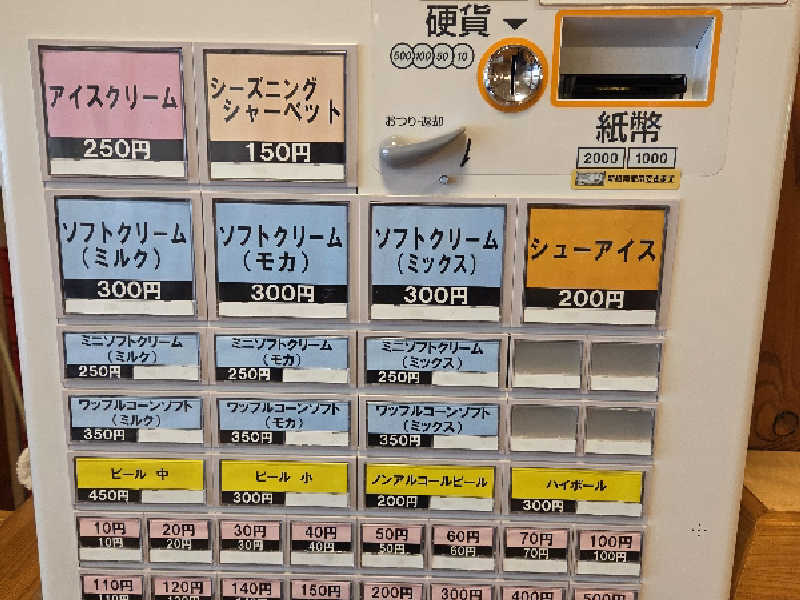 硬貨
500 100 50 10
おつり・返却
紙幣
2000 1000
アイスクリーム
250円
シーズニング
シャーベット
150円
ソフトクリーム
(ミルク)
300円
ソフトクリーム
(モカ)
300円
ソフトクリーム
(ミックス)
300円
シューアイス
200円
ミニソフトクリーム
(ミルク)
250円
ミニソフトクリーム
(モカ)
250円
ミニソフトクリーム
(ミックス)
250円
ワッフルコーンソフト
(ミルク)
350円
ワッフルコーンソフト
(モカ)
350円
ワッフルコーンソフト
(ミックス)
350円
ビール 中
450円
ビール 小
300円
ノンアルコールビール
200円
ハイボール
300円
10円
10円
20円
20円
30円
30円
40円
40円
50円
50円
60円
60円
70円
70円
100円
100円
110円
110円
120円
120円
140円
150円
200円
300円
400円
500円